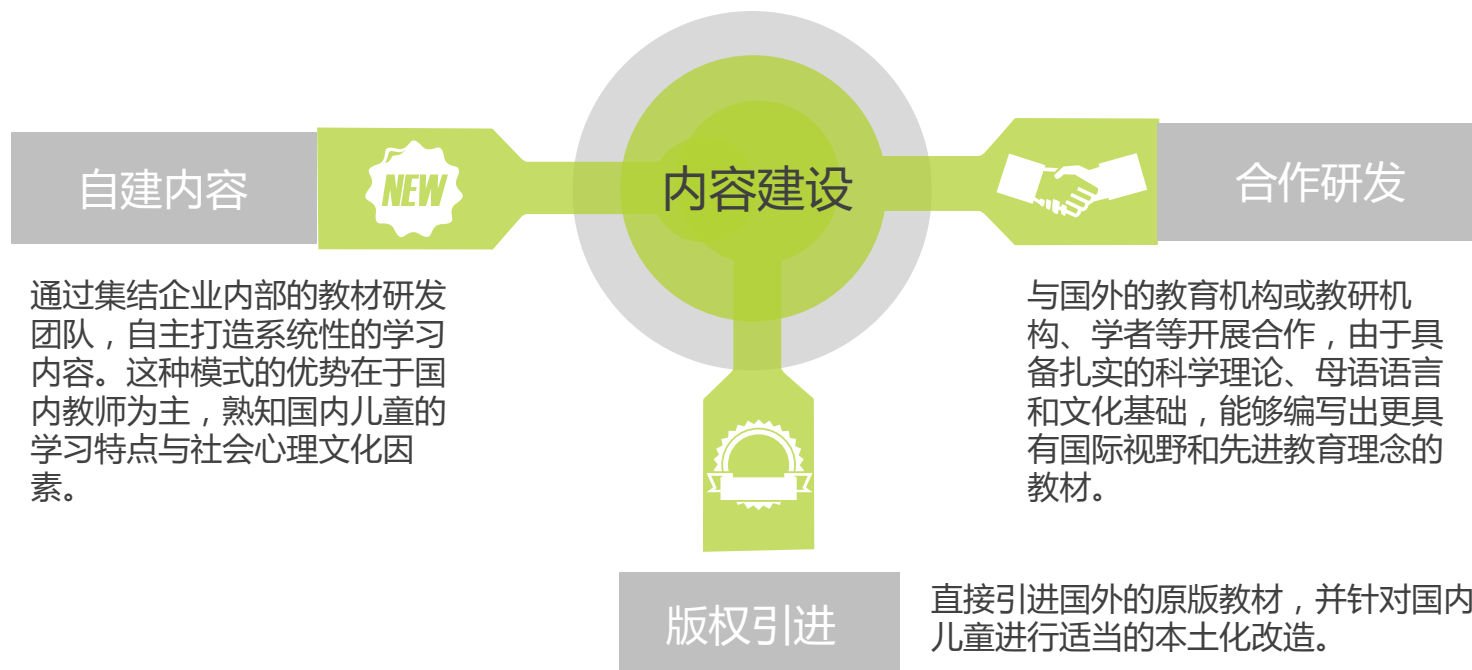 内容建设
自建内容
NEW
通过集结企业内部的教材研发
团队，自主打造系统性的学习
内容。这种模式的优势在于国
内教师为主，熟知国内儿童的
学习特点与社会心理文化因
素。
合作研发
与国外的教育机构或教研机
构、学者等开展合作，由于具
备扎实的科学理论、母语语言
和文化基础，能够编写出更具
有国际视野和先进教育理念的
教材。
版权引进
直接引进国外的原版教材，并针对国内
儿童进行适当的本土化改造。